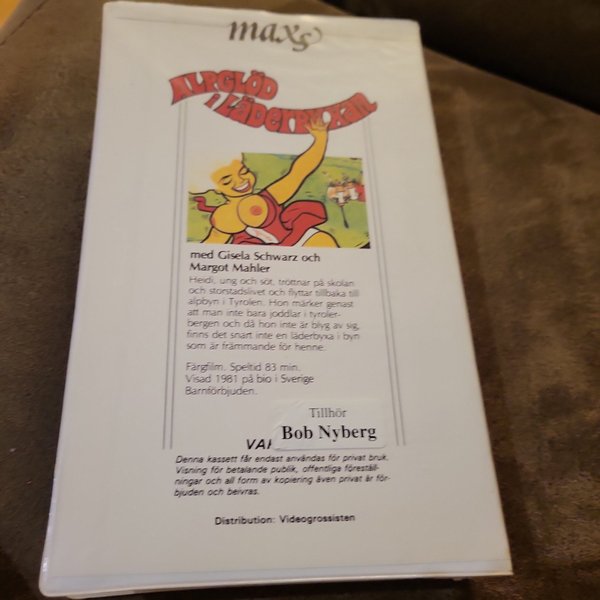 maxs
ALPGLÖD
i Läderbyxan
med Gisela Schwarz och
Margot Mahler
Heidi, ung och söt, tröttnar på skolan
och storstadslivet och flyttar tillbaka till
alpbyn i Tyrolen. Hon märker genast
att man inte bara joddlar i tyroler-
bergen och då hon inte är blyg av sig,
finns det snart inte en läderbyxa i byn
som är främmande för henne.
Färgfilm. Speltid 83 min.
Visad 1981 på bio i Sverige
Barnförbjuden.
Tillhör
Bob Nyberg
Denna kassett får endast användas för privat bruk.
Visning för betalande publik, offentliga föreställ-
ningar och all form av kopiering även privat är för-
bjuden och beivras.
Distribution: Videogrossisten